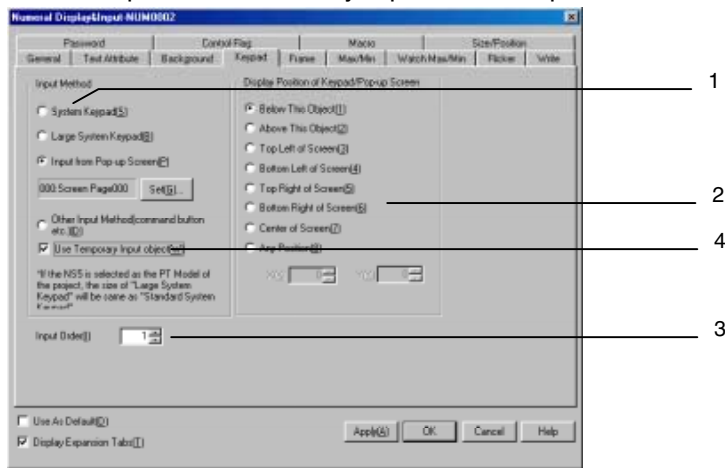 Numeral Display&Input-NUM0002
Password Control Flag Macro Size/Position
General Text Attribute Background Keypad Frame Max/Min Watch Max/Min Flicker Write
Input Method
System Keypad(S)
Large System Keypad(B)
Input from Pop-up Screen(P)
000:Screen Page000 Set(G)...
Other Input Method(command button
etc.)(O)
Use Temporary Input object(W)
*If the NS5 is selected as the PT Model of
the project, the size of "Large System
Keypad" will be same as "Standard System
Keypad"
Display Position of Keypad/Pop-up Screen
Below This Object(1)
Above This Object(2)
Top Left of Screen(3)
Bottom Left of Screen(4)
Top Right of Screen(5)
Bottom Right of Screen(6)
Center of Screen(7)
Any Position(8)
0 0
Input Order(I) 1
Use As Default(D)
Display Expansion Tabs(T)
Apply(A) OK Cancel Help
1
2
4
3